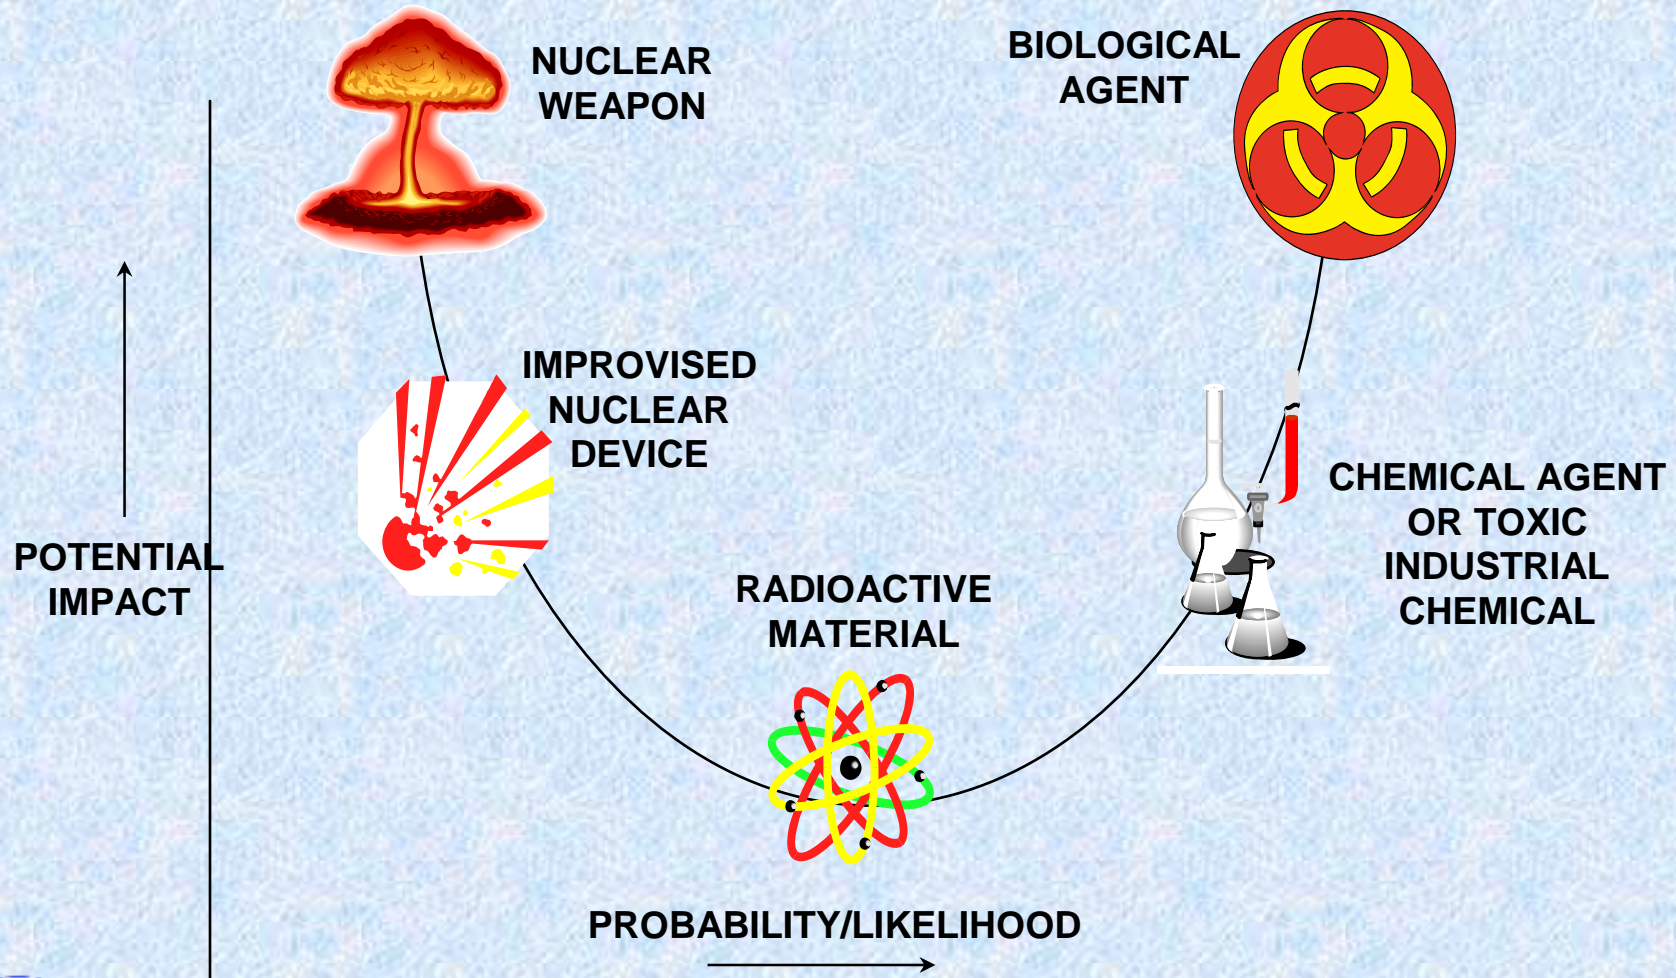 NUCLEAR
WEAPON
BIOLOGICAL
AGENT
IMPROVISED
NUCLEAR
DEVICE
CHEMICAL AGENT
OR TOXIC
INDUSTRIAL
CHEMICAL
POTENTIAL
IMPACT
RADIOACTIVE
MATERIAL
PROBABILITY/LIKELIHOOD